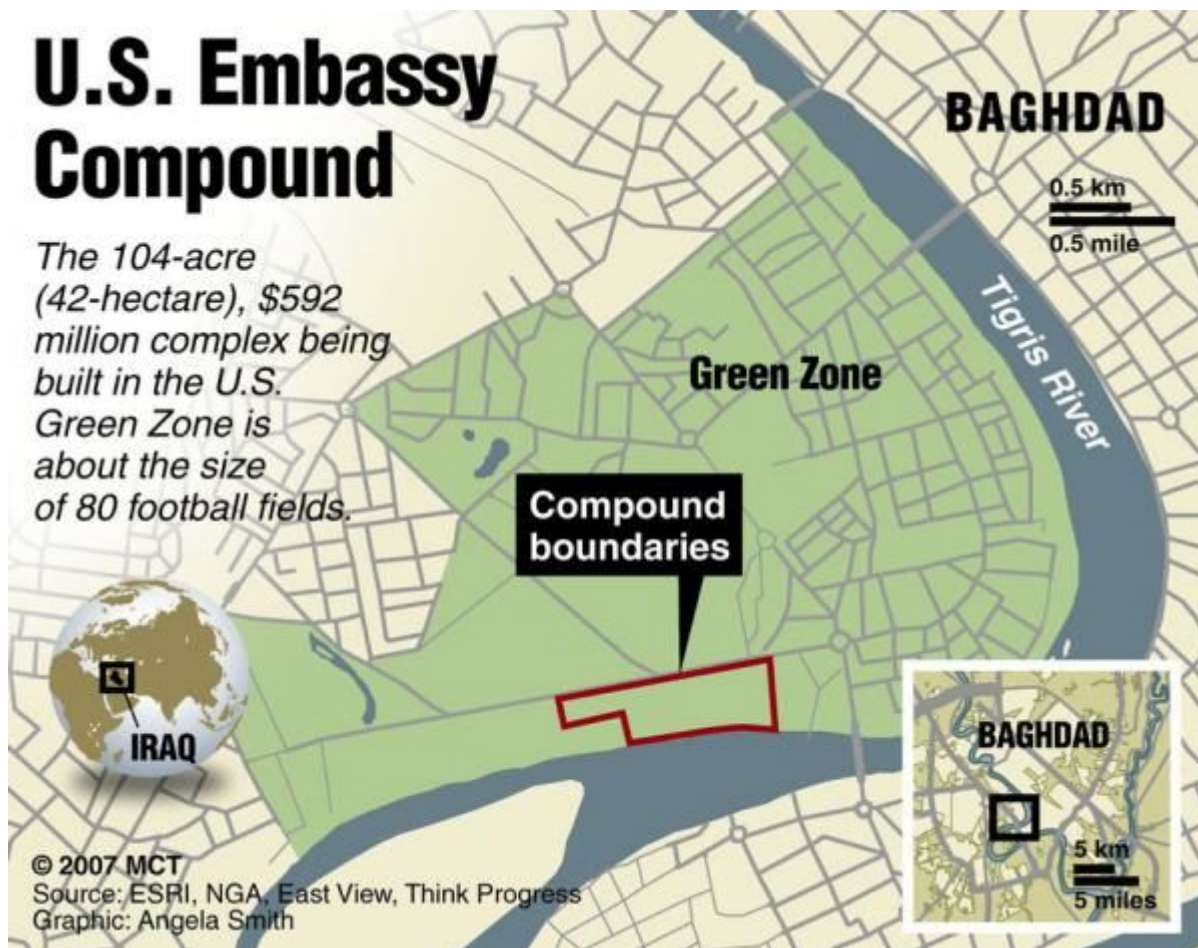 U.S. Embassy
Compound
The 104-acre
(42-hectare), $592
million complex being
built in the U.S.
Green Zone is
about the size
of 80 football fields.
BAGHDAD
0.5 km
0.5 mile
Tigris River
Green Zone
Compound
boundaries
IRAQ
BAGHDAD
5 km
5 miles
© 2007 MCT
Source: ESRI, NGA, East View, Think Progress
Graphic: Angela Smith